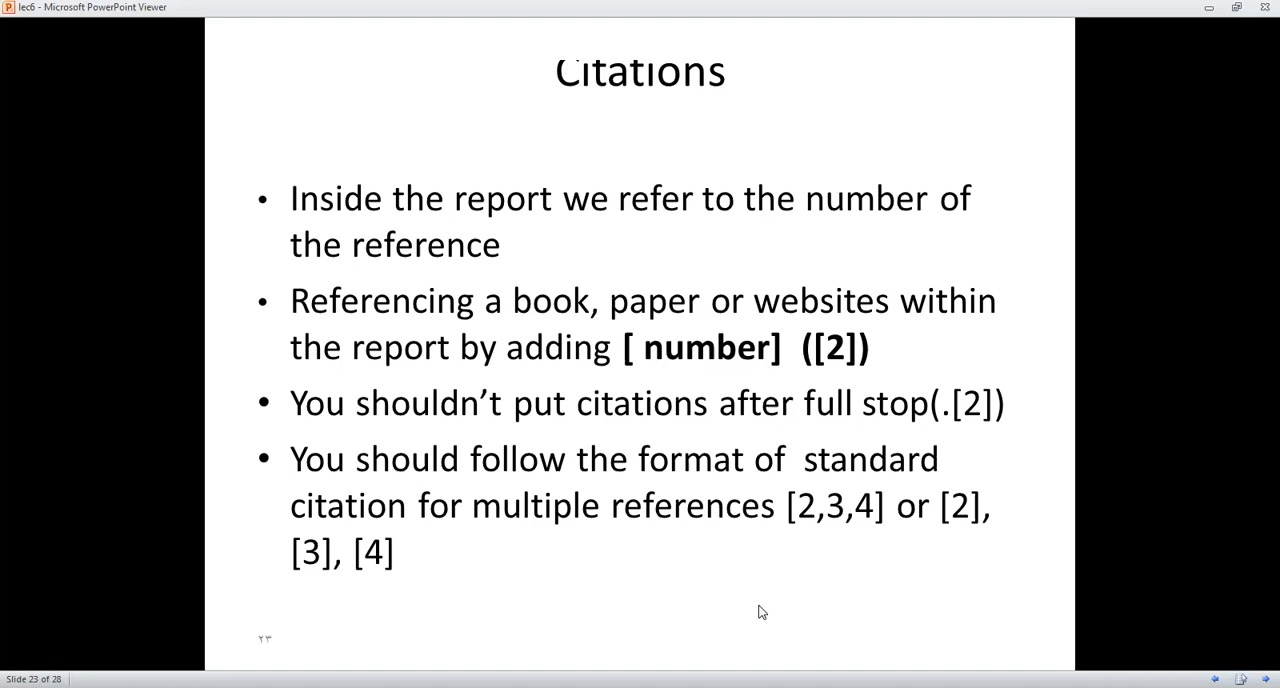 lec6 - Microsoft PowerPoint Viewer
Citations
• Inside the report we refer to the number of
the reference
• Referencing a book, paper or websites within
the report by adding [ number] ([2])
• You shouldn’t put citations after full stop(.[2])
• You should follow the format of standard
citation for multiple references [2,3,4] or [2],
[3], [4]
٢٣
Slide 23 of 28